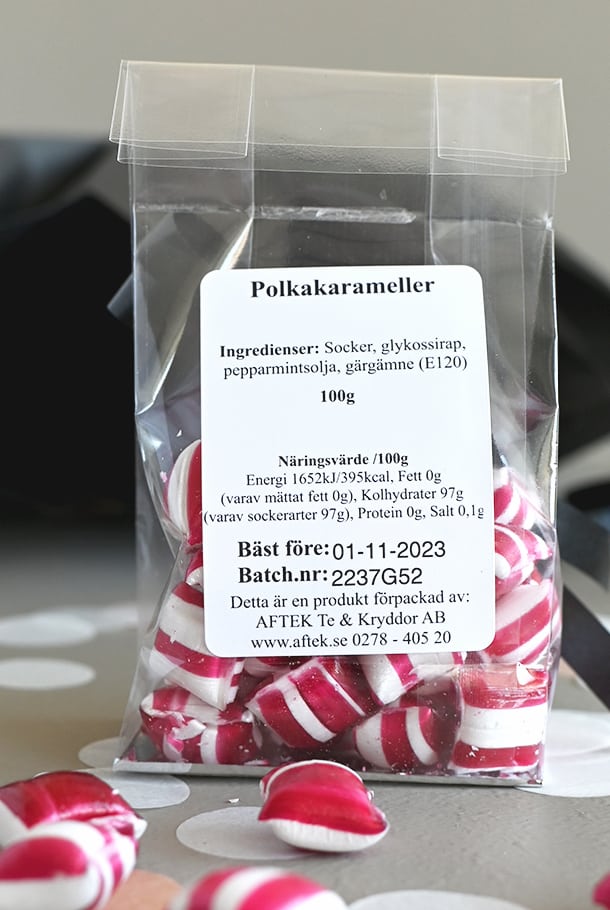 Polkakarameller
Ingredienser: Socker, glykossirap,
pepparmintsolja, gärgämne (E120)
100g
Näringsvärde /100g
Energi 1652kJ/395kcal, Fett 0g
(varav mättat fett 0g), Kolhydrater 97g
(varav sockerarter 97g), Protein 0g, Salt 0,1g
Bäst före: 01-11-2023
Batch.nr: 2237G52
Detta är en produkt förpackad av:
AFTEK Te & Kryddor AB
www.aftek.se 0278 - 405 20